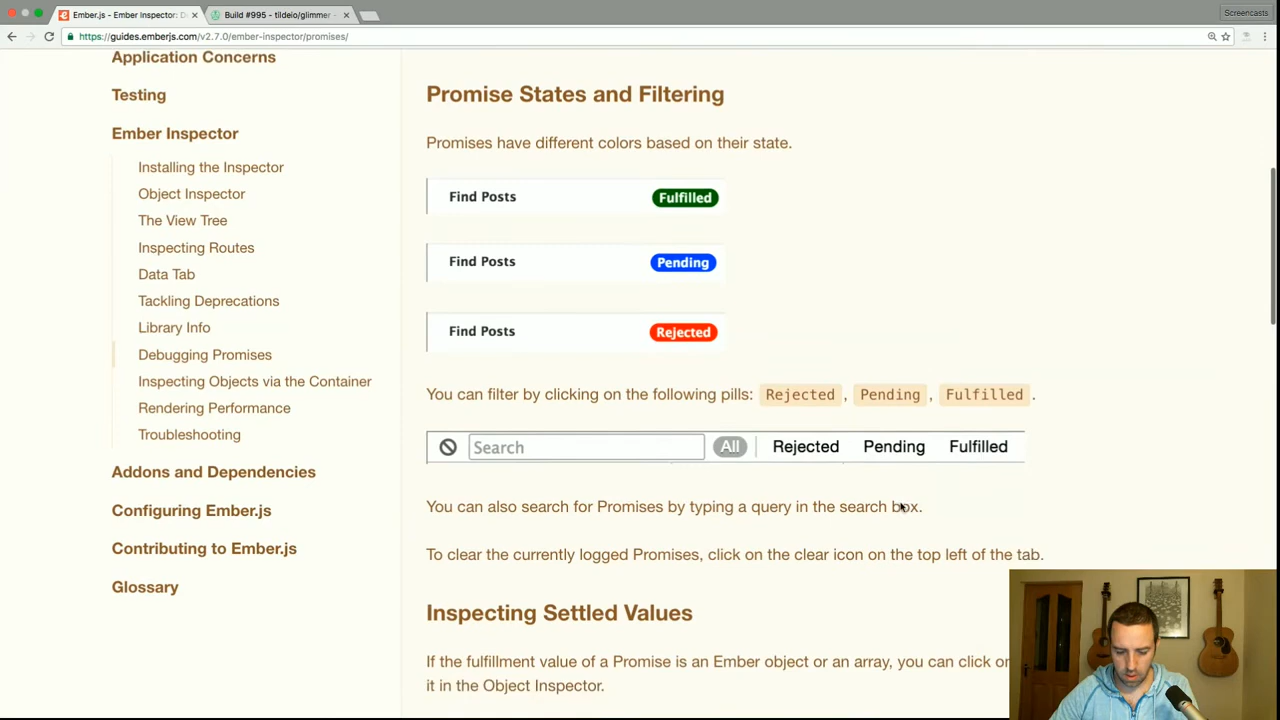 Ember.js - Ember Inspector: D
Build #995 - tildeio/glimmer -
Screencasts
https://guides.emberjs.com/v2.7.0/ember-inspector/promises/
Application Concerns
Testing
Ember Inspector
Installing the Inspector
Object Inspector
The View Tree
Inspecting Routes
Data Tab
Tackling Deprecations
Library Info
Debugging Promises
Inspecting Objects via the Container
Rendering Performance
Troubleshooting
Addons and Dependencies
Configuring Ember.js
Contributing to Ember.js
Glossary
Promise States and Filtering
Promises have different colors based on their state.
Find Posts Fulfilled
Find Posts Pending
Find Posts Rejected
You can filter by clicking on the following pills: Rejected , Pending , Fulfilled .
Search All Rejected Pending Fulfilled
You can also search for Promises by typing a query in the search box.
To clear the currently logged Promises, click on the clear icon on the top left of the tab.
Inspecting Settled Values
If the fulfillment value of a Promise is an Ember object or an array, you can click on
it in the Object Inspector.